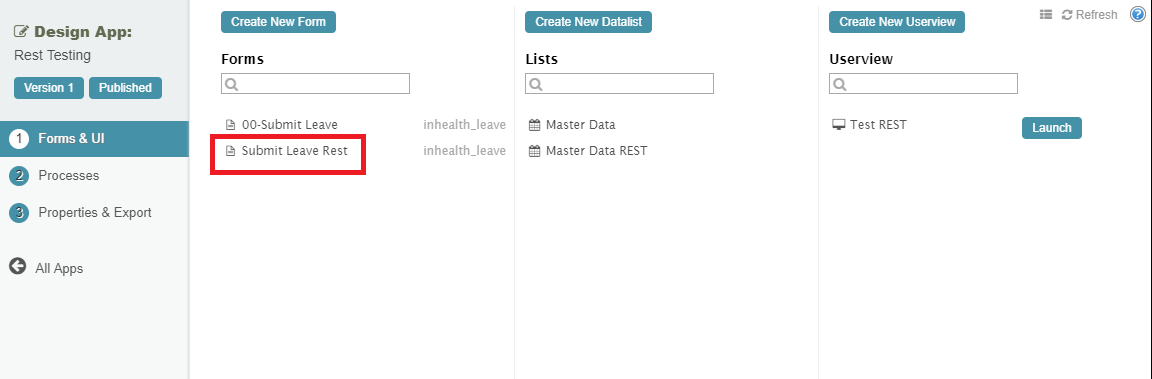 Design App:
Rest Testing
Version 1 Published
1 Forms & UI
2 Processes
3 Properties & Export
All Apps
Create New Form
Forms
00-Submit Leave inhealth_leave
Submit Leave Rest inhealth_leave
Create New Datalist
Lists
Master Data
Master Data REST
Create New Userview
Userview
Test REST Launch
Refresh ?